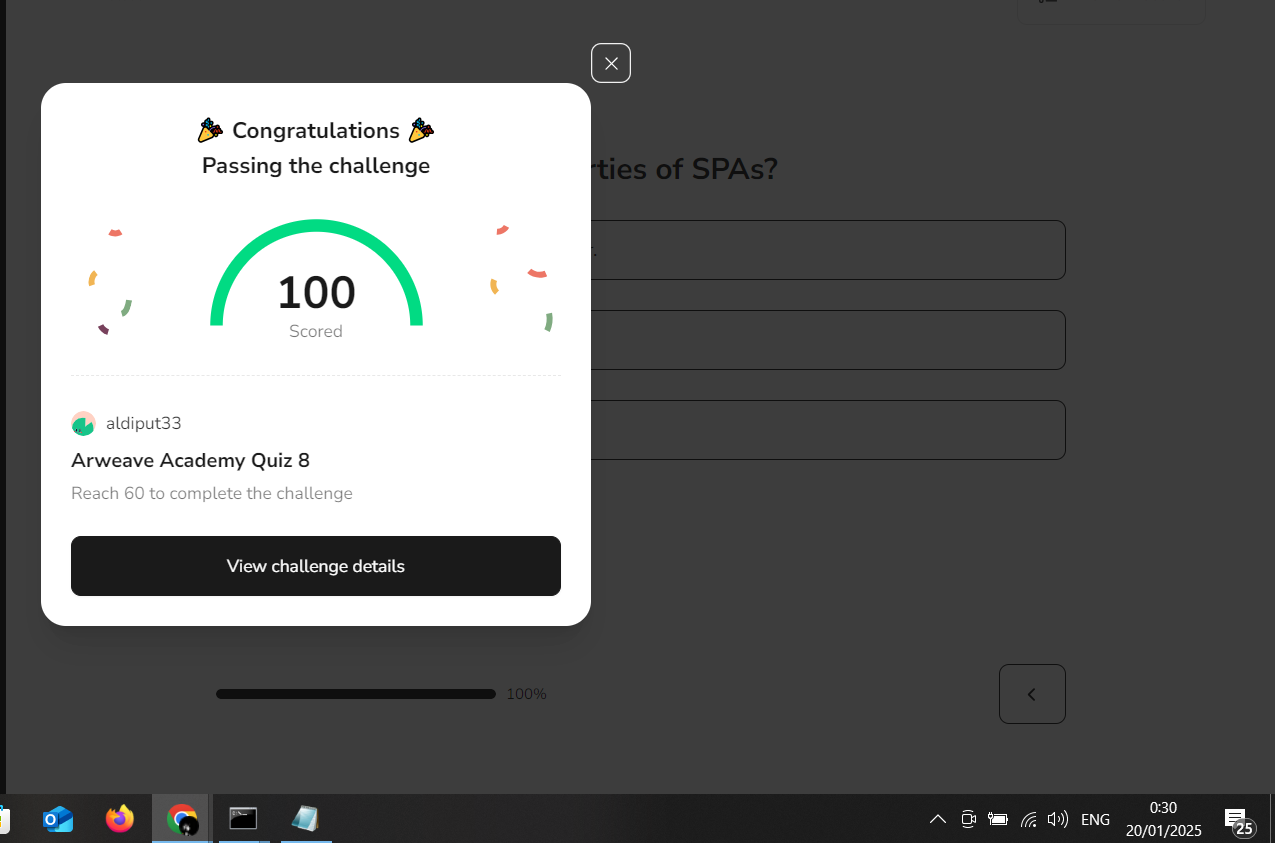 Congratulations
Passing the challenge
rties of SPAs?
r.
100
Scored
aldiput33
Arweave Academy Quiz 8
Reach 60 to complete the challenge
View challenge details
100%
ENG
0:30
20/01/2025
25